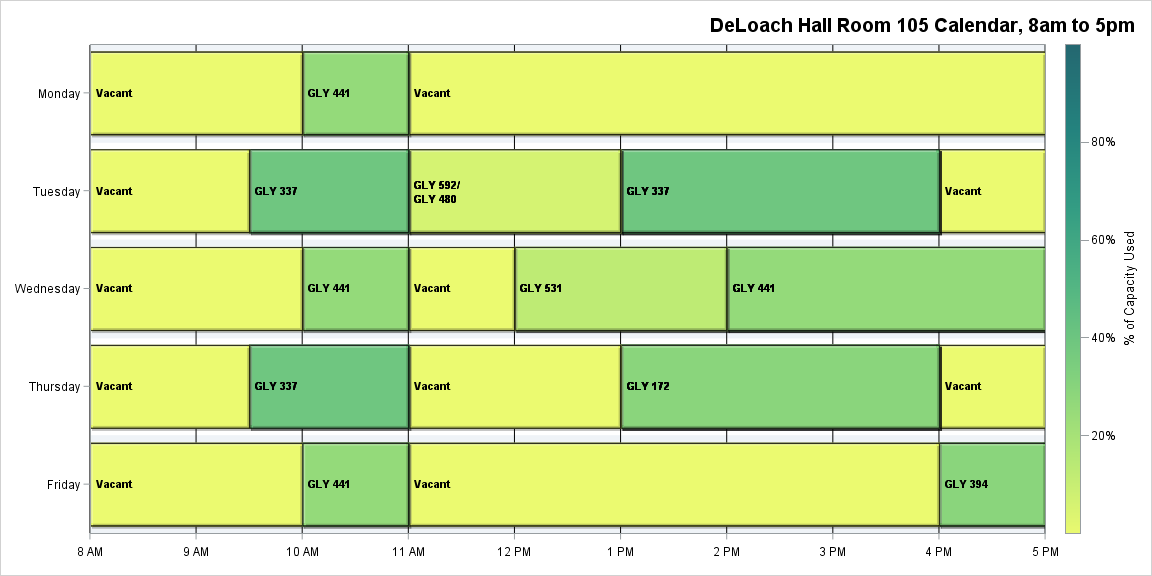 DeLoach Hall Room 105 Calendar, 8am to 5pm
Monday
Vacant
GLY 441
Vacant
Tuesday
Vacant
GLY 337
GLY 592/
GLY 480
GLY 337
Vacant
Wednesday
Vacant
GLY 441
Vacant
GLY 531
GLY 441
Thursday
Vacant
GLY 337
Vacant
GLY 172
Vacant
Friday
Vacant
GLY 441
Vacant
GLY 394
8 AM
9 AM
10 AM
11 AM
12 PM
1 PM
2 PM
3 PM
4 PM
5 PM
80%
60%
40%
20%
% of Capacity Used